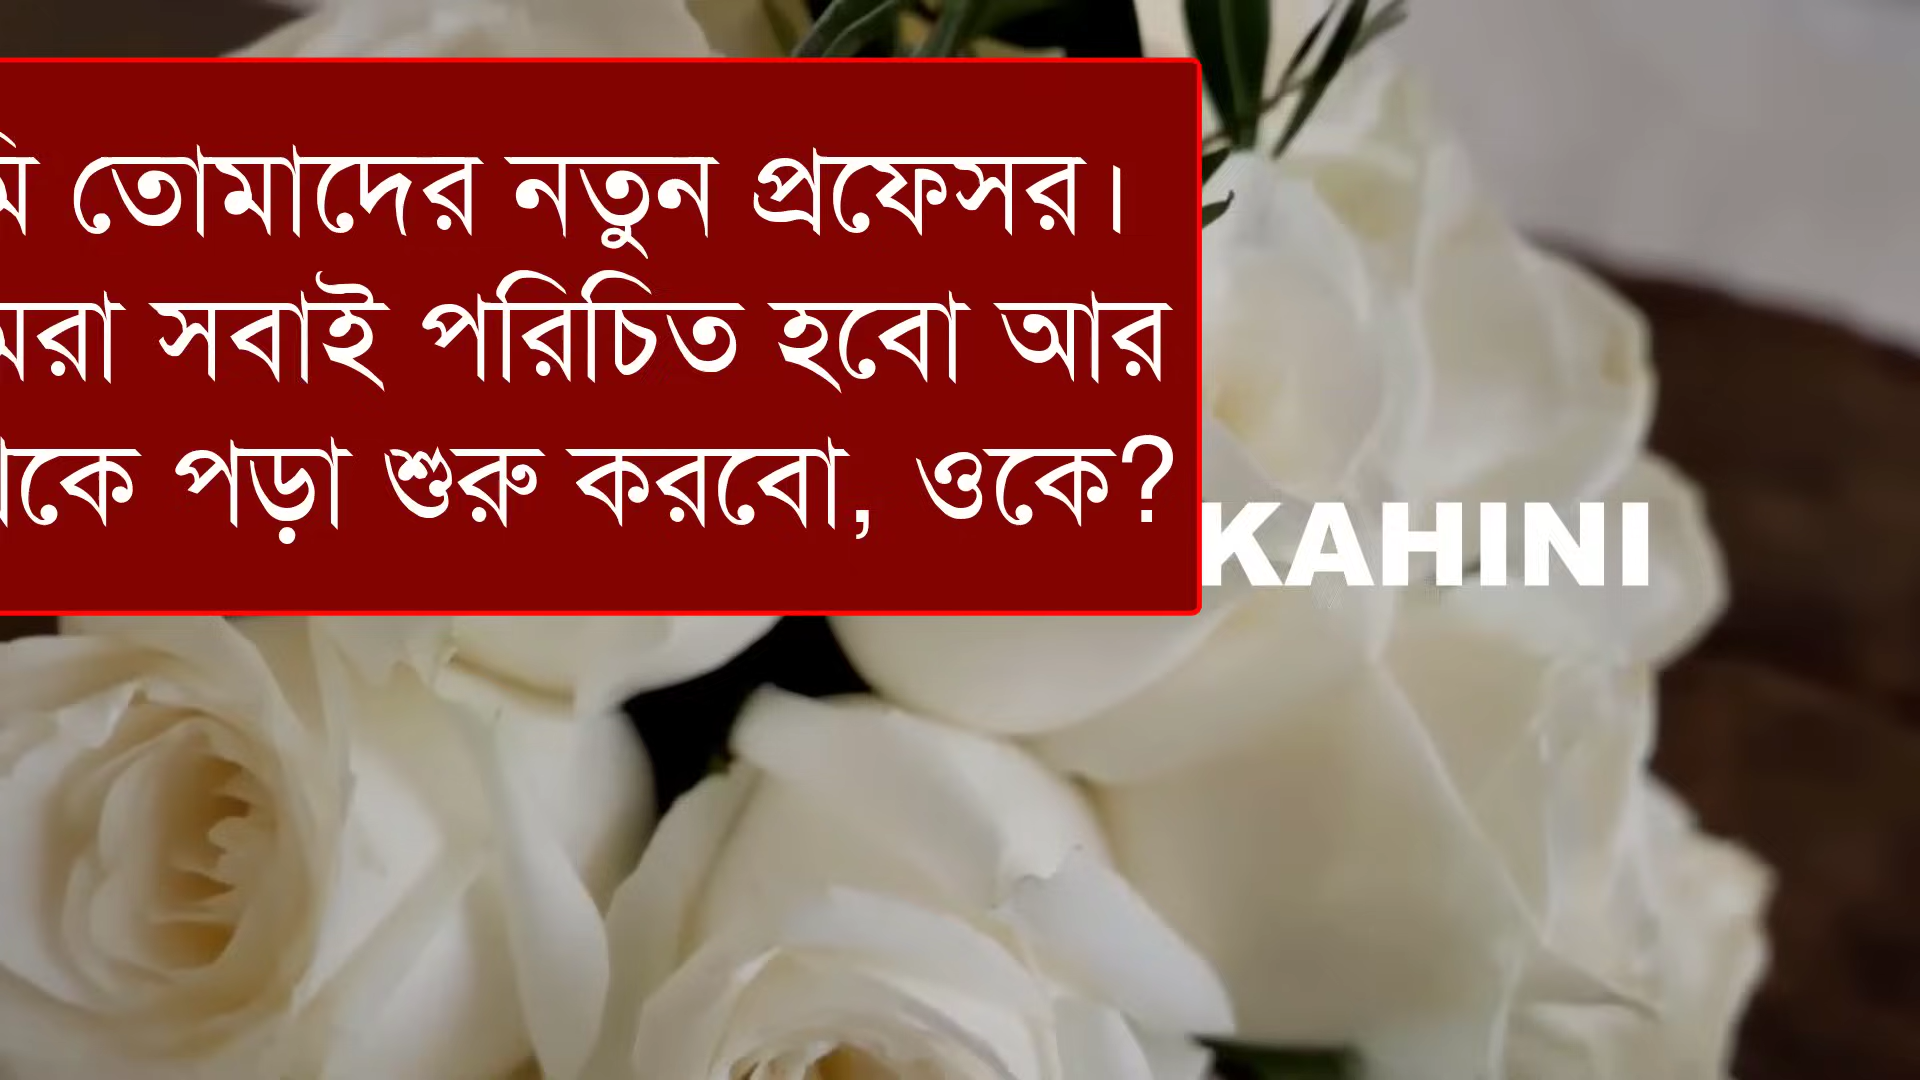 তোমাদের নতুন প্রফেসর।
সবাই পরিচিত হবো আর
পড়া শুরু করবো, ওকে?
KAHINI